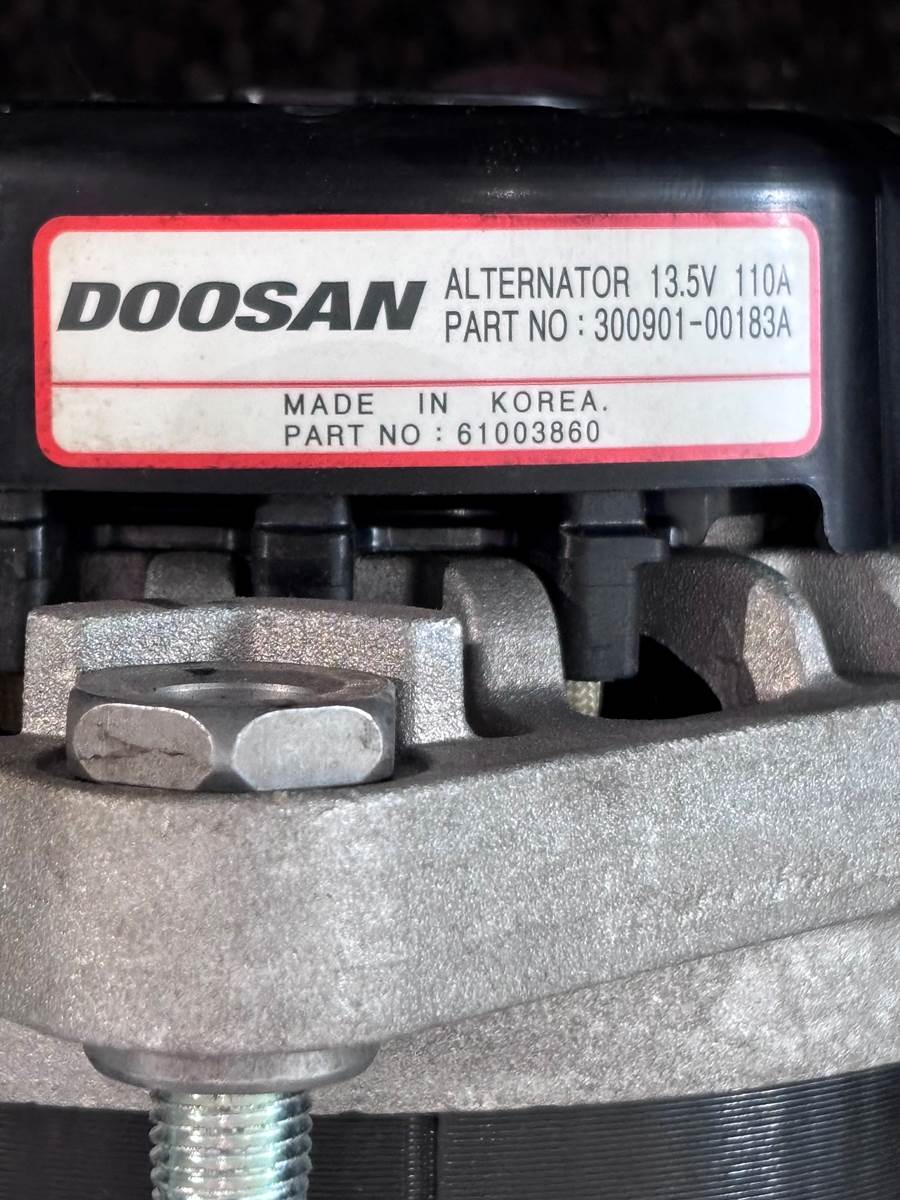 DOOSAN
ALTERNATOR 13.5V 110A
PART NO : 300901-00183A
MADE IN KOREA.
PART NO : 61003860